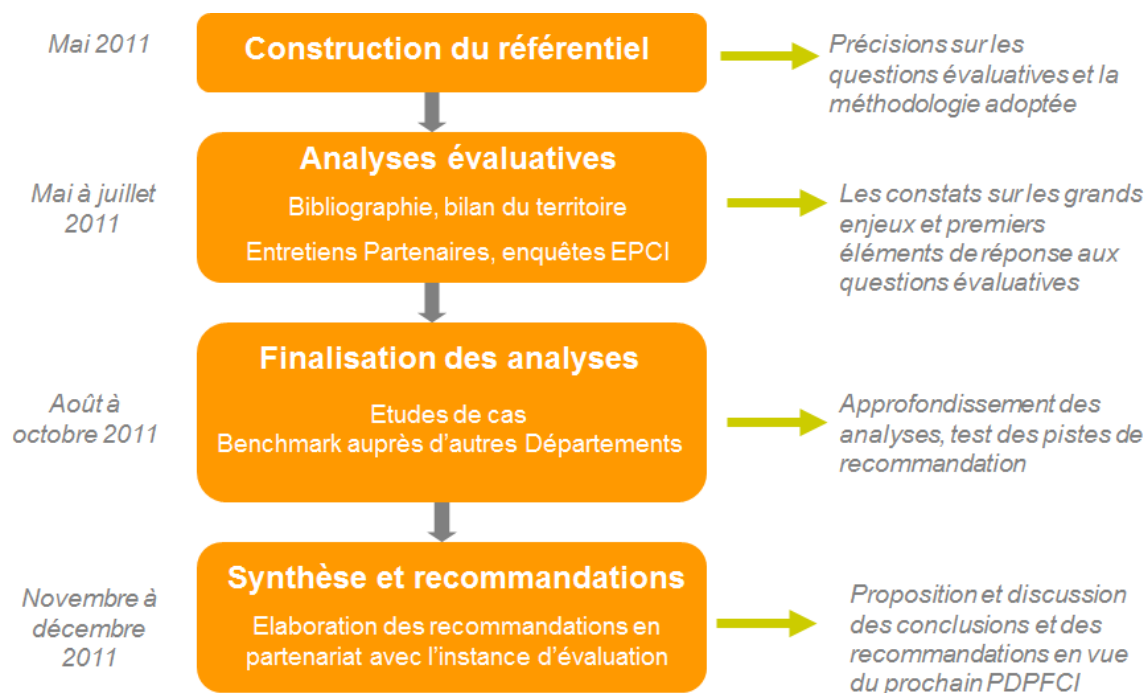 Mai 2011
Construction du référentiel
Précisions sur les
questions évaluatives et la
méthodologie adoptée
Mai à juillet
2011
Analyses évaluatives
Bibliographie, bilan du territoire
Entretiens Partenaires, enquêtes EPCI
Les constats sur les grands
enjeux et premiers
éléments de réponse aux
questions évaluatives
Août à
octobre 2011
Finalisation des analyses
Etudes de cas
Benchmark auprès d’autres Départements
Approfondissement des
analyses, test des pistes de
recommandation
Novembre à
décembre
2011
Synthèse et recommandations
Elaboration des recommandations en
partenariat avec l’instance d’évaluation
Proposition et discussion
des conclusions et des
recommandations en vue
du prochain PDPFCI